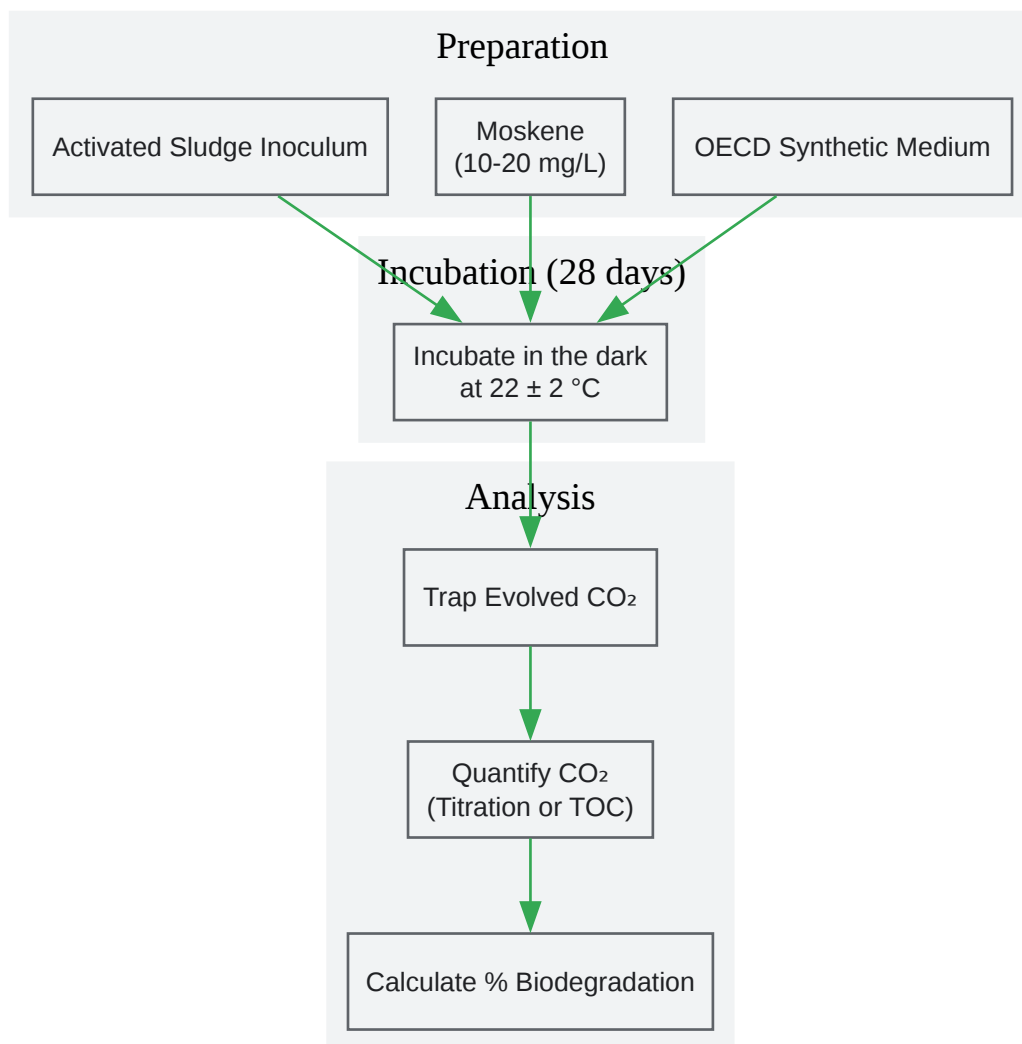 Preparation
Activated Sludge Inoculum
Moskene
(10-20 mg/L)
OECD Synthetic Medium
Incubation (28 days)
Incubate in the dark
at 22 ± 2 °C
Analysis
Trap Evolved CO₂
Quantify CO₂
(Titration or TOC)
Calculate % Biodegradation